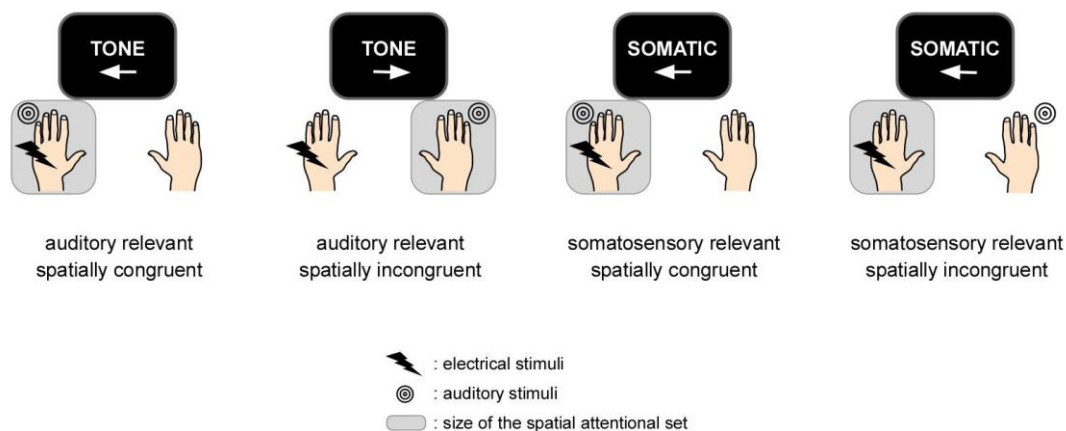 TONE
TONE
SOMATIC
SOMATIC
auditory relevant
spatially congruent
auditory relevant
spatially incongruent
somatosensory relevant
spatially congruent
somatosensory relevant
spatially incongruent
: electrical stimuli
: auditory stimuli
: size of the spatial attentional set